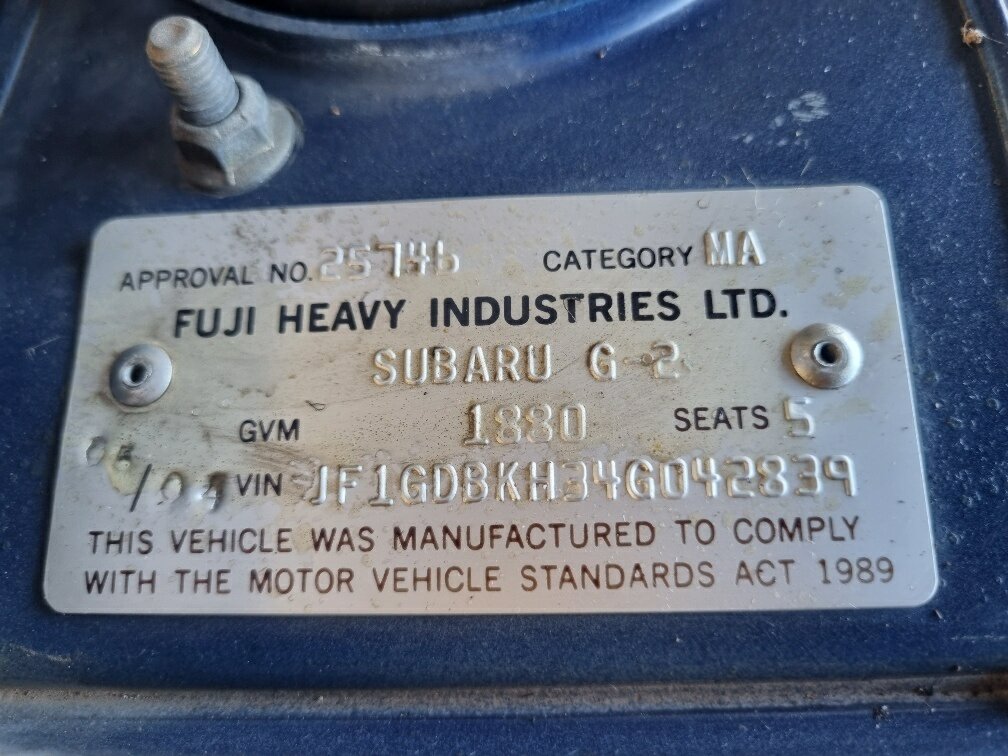 APPROVAL NO. 25746 CATEGORY MA
FUJI HEAVY INDUSTRIES LTD.
SUBARU G-2
GVM 1880 SEATS 5
VIN JF1GDBKH34G042839
THIS VEHICLE WAS MANUFACTURED TO COMPLY
WITH THE MOTOR VEHICLE STANDARDS ACT 1989